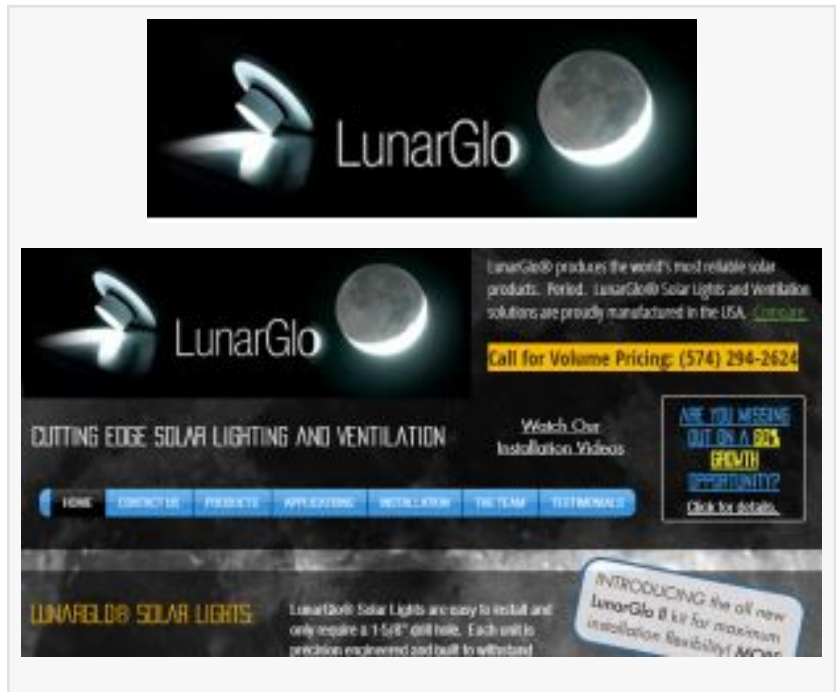 LunarGlo
LunarGlo
LunarGlo® produces the world's most reliable solar
products. Period. LunarGlo® Solar Lights and Ventilation
solutions are proudly manufactured in the USA. Compare.
Call for Volume Pricing: (574) 294-2624
CUTTING EDGE SOLAR LIGHTING AND VENTILATION
Watch Our
Installation Videos
ARE YOU MISSING
OUT ON A 60%
GROWTH
OPPORTUNITY?
Click for details.
HOME CONTACT US PRODUCTS APPLICATIONS INSTALLATION THE TEAM TESTIMONIALS
LUNARGLO® SOLAR LIGHTS
LunarGlo® Solar Lights are easy to install and
only require a 1-5/8" drill hole. Each unit is
precision engineered and built to withstand
INTRODUCING the all new
LunarGlo II kit for maximum
installation flexibility! MORE